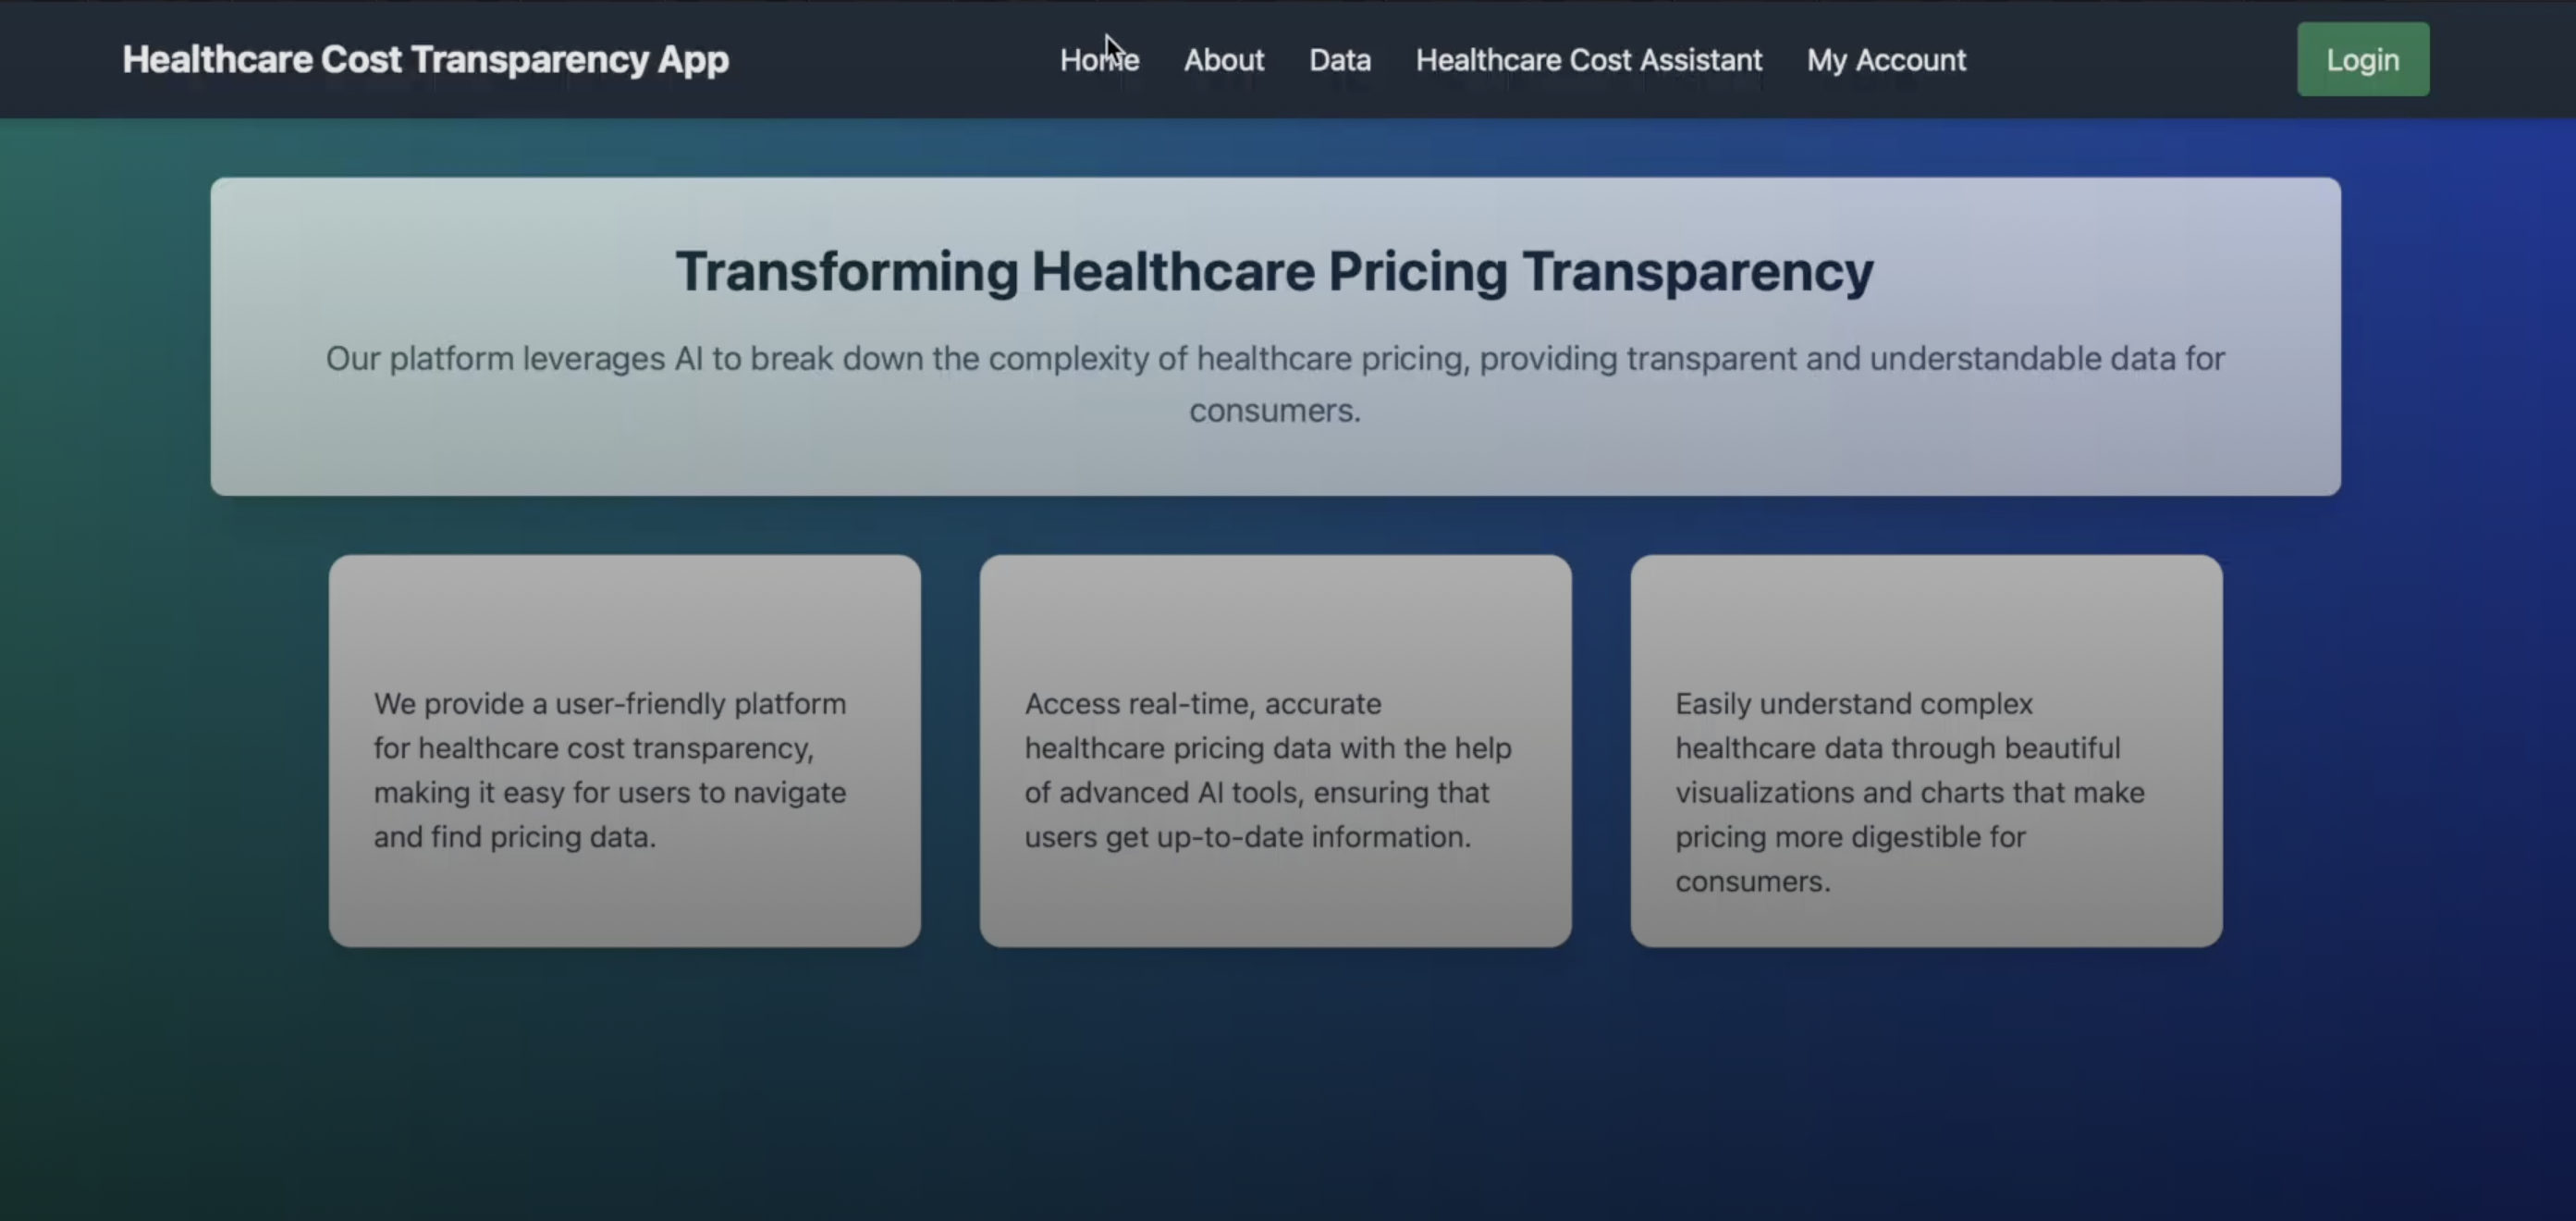 Healthcare Cost Transparency App
Home
About
Data
Healthcare Cost Assistant
My Account
Login
Transforming Healthcare Pricing Transparency
Our platform leverages AI to break down the complexity of healthcare pricing, providing transparent and understandable data for
consumers.
We provide a user-friendly platform
for healthcare cost transparency,
making it easy for users to navigate
and find pricing data.
Access real-time, accurate
healthcare pricing data with the help
of advanced AI tools, ensuring that
users get up-to-date information.
Easily understand complex
healthcare data through beautiful
visualizations and charts that make
pricing more digestible for
consumers.